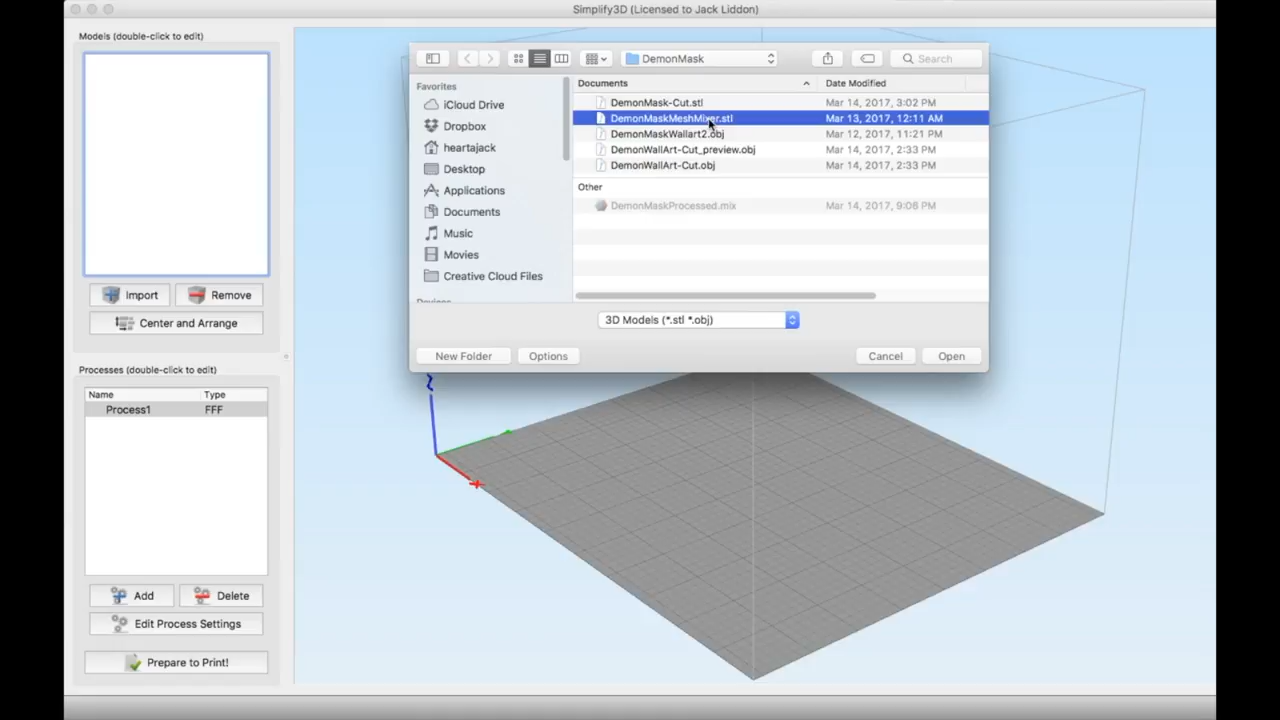 Simplify3D (Licensed to Jack Liddon)
Models (double-click to edit)
Import
Remove
Center and Arrange
Processes (double-click to edit)
Name Type
Process1 FFF
Add
Delete
Edit Process Settings
Prepare to Print!
DemonMask
Search
Favorites
iCloud Drive
Dropbox
heartajack
Desktop
Applications
Documents
Music
Movies
Creative Cloud Files
Devices
Documents Date Modified
DemonMask-Cut.stl Mar 14, 2017, 3:02 PM
DemonMaskMeshMixer.stl Mar 13, 2017, 12:11 AM
DemonMaskWallart2.obj Mar 12, 2017, 11:21 PM
DemonWallArt-Cut_preview.obj Mar 14, 2017, 2:33 PM
DemonWallArt-Cut.obj Mar 14, 2017, 2:33 PM
Other
DemonMaskProcessed.mix Mar 14, 2017, 9:06 PM
3D Models (*.stl *.obj)
New Folder
Options
Cancel
Open